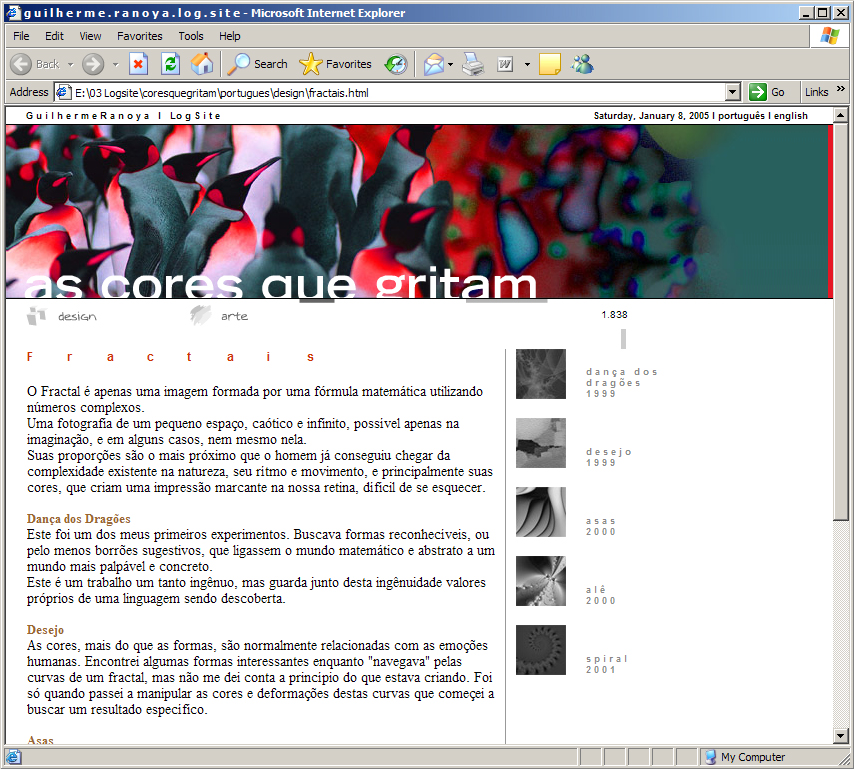 guilherme.ranoya.log.site - Microsoft Internet Explorer
File Edit View Favorites Tools Help
Back Search Favorites
Address E:\03 Logsite\coresquegritam\portugues\design\fractais.html Go Links »
GuilhermeRanoya I LogSite Saturday, January 8, 2005 I português I english
as cores que gritam
design arte 1.838
Fractais
O Fractal é apenas uma imagem formada por uma fórmula matemática utilizando
números complexos.
Uma fotografia de um pequeno espaço, caótico e infinito, possivel apenas na
imaginação, e em alguns casos, nem mesmo nela.
Suas proporções são o mais próximo que o homem já conseguiu chegar da
complexidade existente na natureza, seu ritmo e movimento, e principalmente suas
cores, que criam uma impressão marcante na nossa retina, dificil de se esquecer.
Dança dos Dragões
Este foi um dos meus primeiros experimentos. Buscava formas reconheciveis, ou
pelo menos borrões sugestivos, que ligassem o mundo matemático e abstrato a um
mundo mais palpável e concreto.
Este é um trabalho um tanto ingênuo, mas guarda junto desta ingênuidade valores
próprios de uma linguagem sendo descoberta.
Desejo
As cores, mais do que as formas, são normalmente relacionadas com as emoções
humanas. Encontrei algumas formas interessantes enquanto "navegava" pelas
curvas de um fractal, mas não me dei conta a principio do que estava criando. Foi
só quando passei a manipular as cores e deformações destas curvas que começei a
buscar um resultado especifico.
Asas
dança dos
dragões
1999
desejo
1999
asas
2000
alê
2000
spiral
2001
My Computer